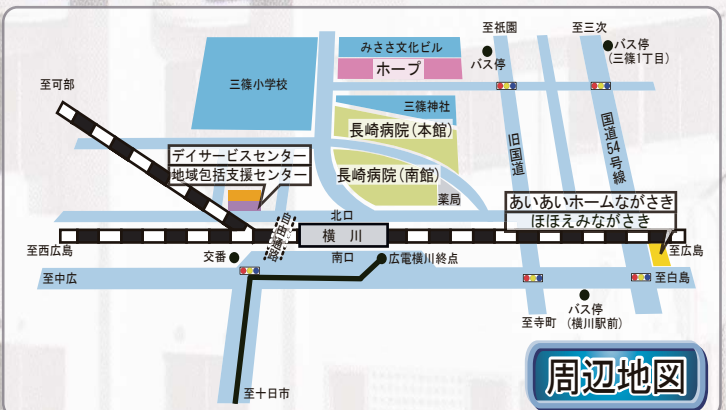 至祇園
至三次
みささ文化ビル
バス停
(三篠1丁目)
バス停
ホープ
至可部
三篠小学校
三篠神社
長崎病院(本館)
国道54号線
旧国道
デイサービスセンター
地域包括支援センター
長崎病院(南館)
薬局
あいあいホームながさき
ほほえみながさき
北口
自由通路
横川
至西広島
至広島
交番
南口
広電横川終点
至中広
至白島
バス停
(横川駅前)
至寺町
至十日市
周辺地図